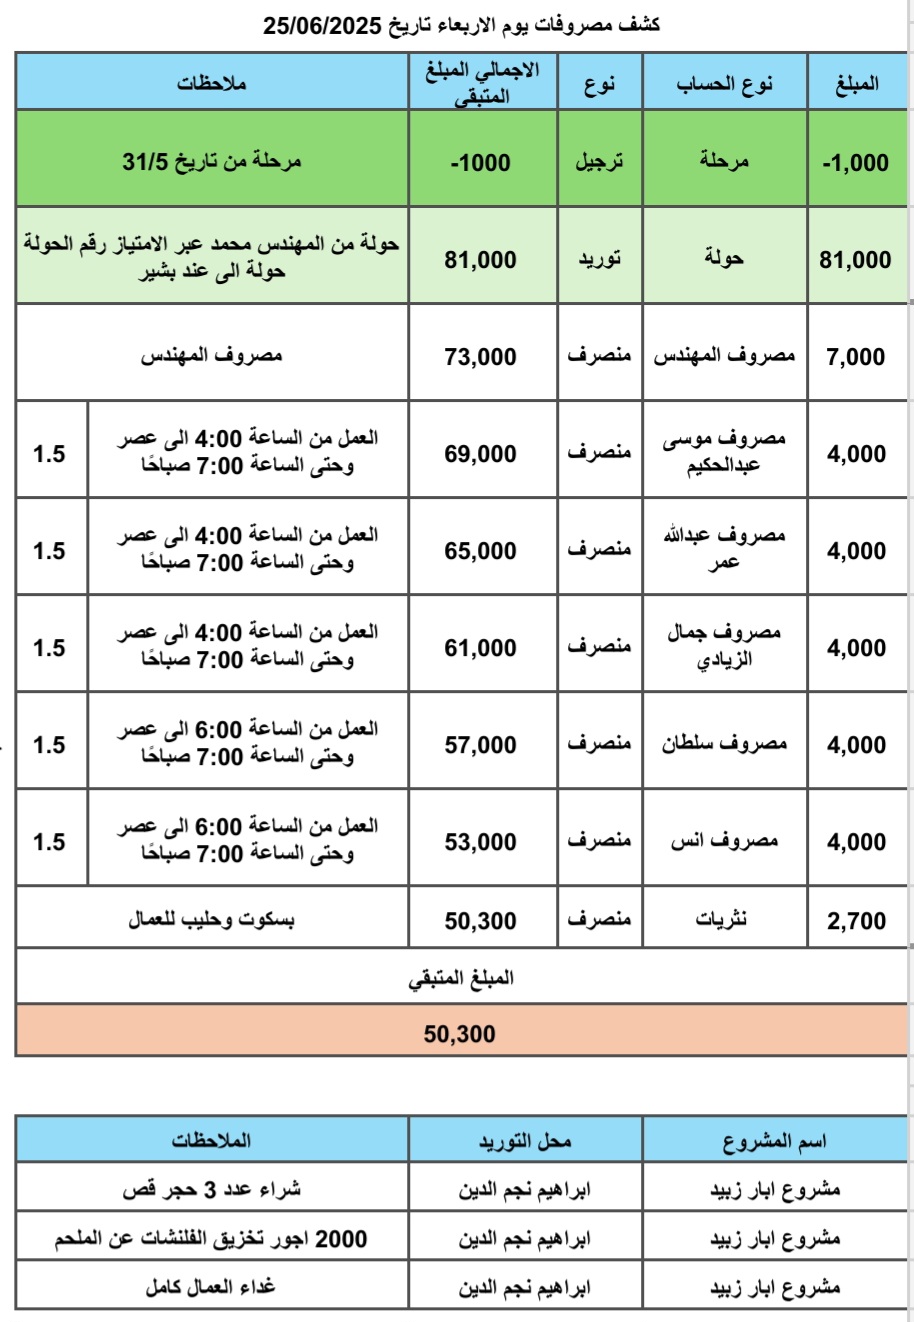 كشف مصروفات يوم الاربعاء تاريخ 25/06/2025
المبلغ نوع الحساب نوع الاجمالي المبلغ المتبقي ملاحظات
-1,000 مرحلة ترجيل -1000 مرحلة من تاريخ 31/5
81,000 حولة توريد 81,000 حولة من المهندس محمد عبر الامتياز رقم الحولة
حولة الى عند بشير
7,000 مصروف المهندس منصرف 73,000 مصروف المهندس
4,000 مصروف موسى عبدالحكيم منصرف 69,000 العمل من الساعة 4:00 الى عصر
وحتى الساعة 7:00 صباحًا 1.5
4,000 مصروف عبدالله عمر منصرف 65,000 العمل من الساعة 4:00 الى عصر
وحتى الساعة 7:00 صباحًا 1.5
4,000 مصروف جمال الزيادي منصرف 61,000 العمل من الساعة 4:00 الى عصر
وحتى الساعة 7:00 صباحًا 1.5
4,000 مصروف سلطان منصرف 57,000 العمل من الساعة 6:00 الى عصر
وحتى الساعة 7:00 صباحًا 1.5
4,000 مصروف انس منصرف 53,000 العمل من الساعة 6:00 الى عصر
وحتى الساعة 7:00 صباحًا 1.5
2,700 نثريات منصرف 50,300 بسكوت وحليب للعمال
المبلغ المتبقي
50,300
اسم المشروع محل التوريد الملاحظات
مشروع ابار زبيد ابراهيم نجم الدين شراء عدد 3 حجر قص
مشروع ابار زبيد ابراهيم نجم الدين 2000 اجور تخزيق الفلنشات عن الملحم
مشروع ابار زبيد ابراهيم نجم الدين غداء العمال كامل